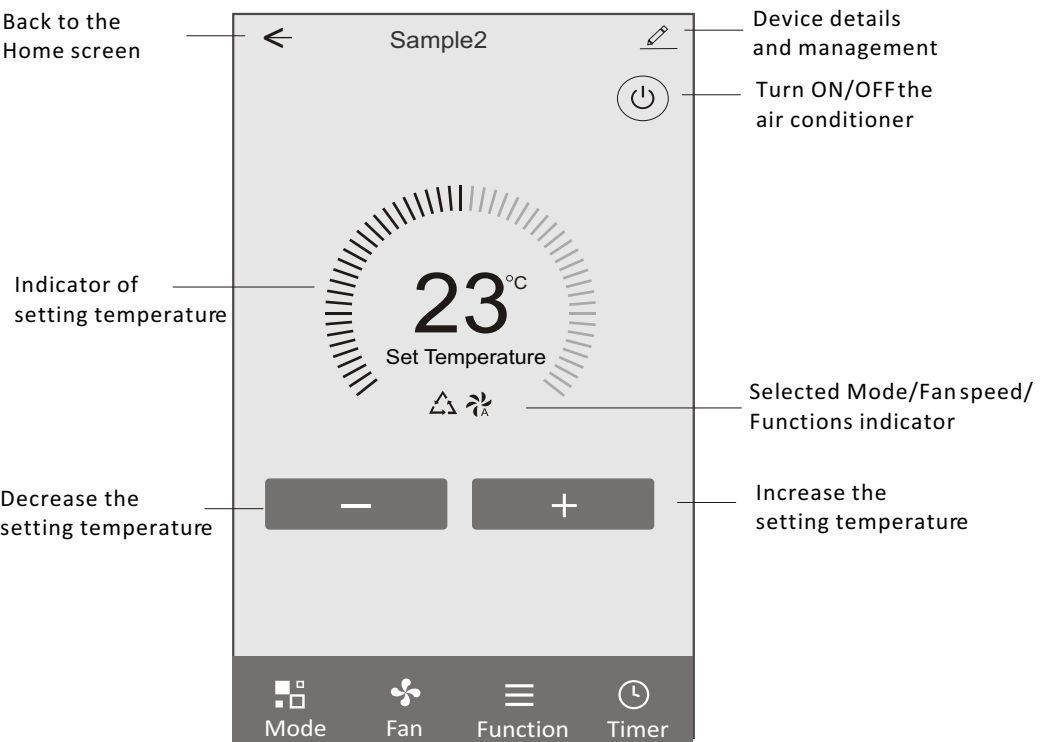 Back to the
Home screen
Sample2
Device details
and management
Turn ON/OFF the
air conditioner
Indicator of
setting temperature
23°C
Set Temperature
A
Selected Mode/Fan speed/
Functions indicator
Decrease the
setting temperature
Increase the
setting temperature
Mode
Fan
Function
Timer